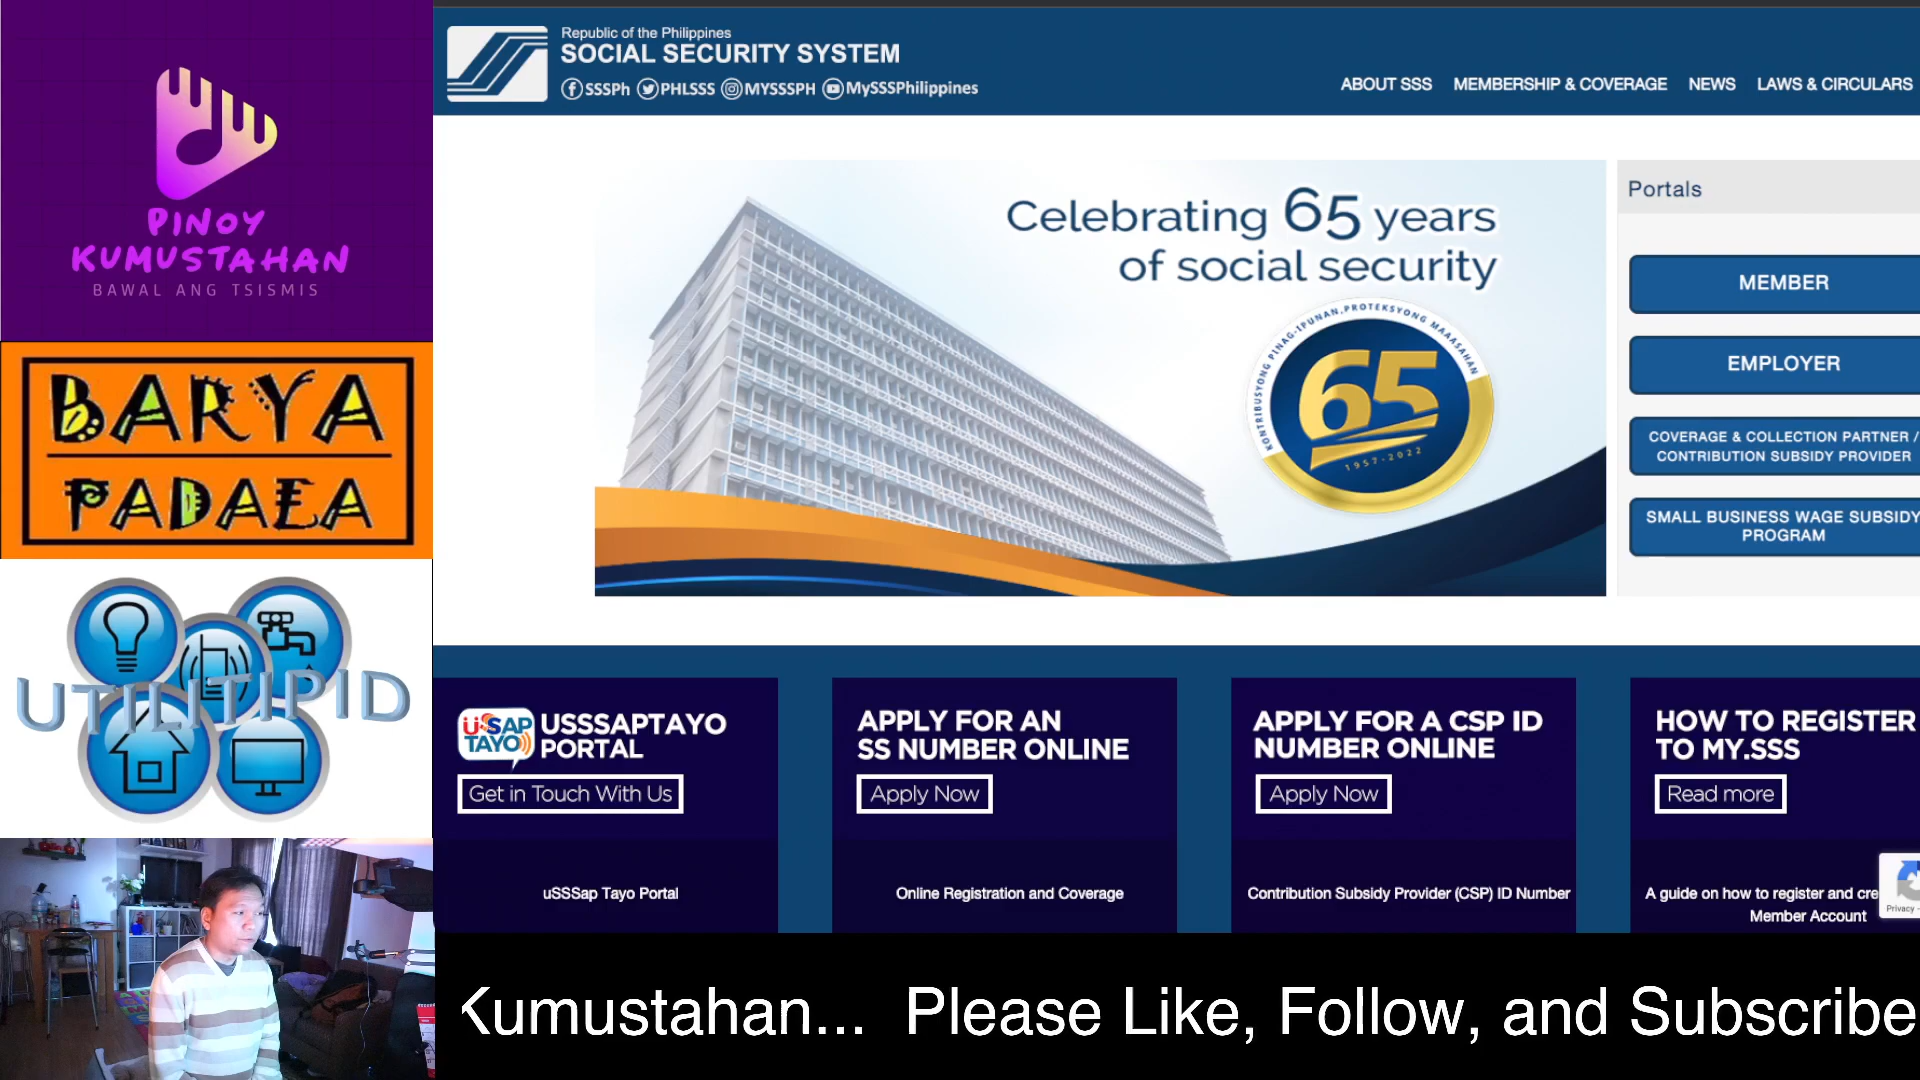 PINOY
KUMUSTAHAN
BAWAL ANG TSISMIS
BARYA
PADALA
UTILITIPID
Republic of the Philippines
SOCIAL SECURITY SYSTEM
SSSPh PHLSSS MYSSSPH MySSSPhilippines
ABOUT SSS MEMBERSHIP & COVERAGE NEWS LAWS & CIRCULARS
Celebrating 65 years
of social security
KONTRIBUSYONG PINAG-IPUNAN, PROTEKSYONG MAAASAHAN
65
1957-2022
Portals
MEMBER
EMPLOYER
COVERAGE & COLLECTION PARTNER /
CONTRIBUTION SUBSIDY PROVIDER
SMALL BUSINESS WAGE SUBSIDY
PROGRAM
USSAP
TAYO
USSSAPTAYO
PORTAL
Get in Touch With Us
uSSSap Tayo Portal
APPLY FOR AN
SS NUMBER ONLINE
Apply Now
Online Registration and Coverage
APPLY FOR A CSP ID
NUMBER ONLINE
Apply Now
Contribution Subsidy Provider (CSP) ID Number
HOW TO REGISTER
TO MY.SSS
Read more
A guide on how to register and cre
Member Account
Privacy -
Kumustahan... Please Like, Follow, and Subscribe